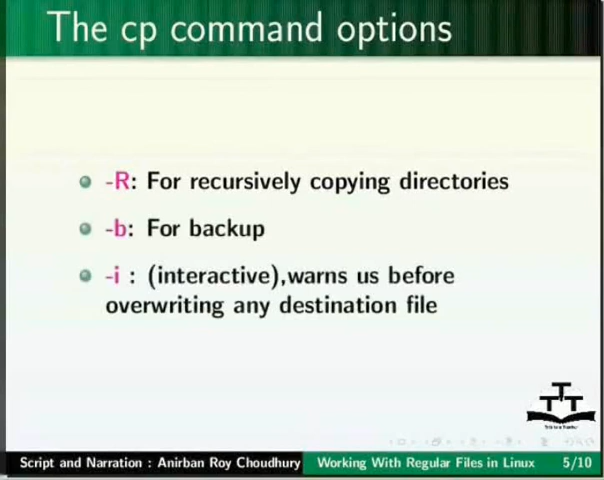 The cp command options
-R: For recursively copying directories
-b: For backup
-i : (interactive),warns us before
overwriting any destination file
TTT
Script and Narration : Anirban Roy Choudhury
Working With Regular Files in Linux
5/10